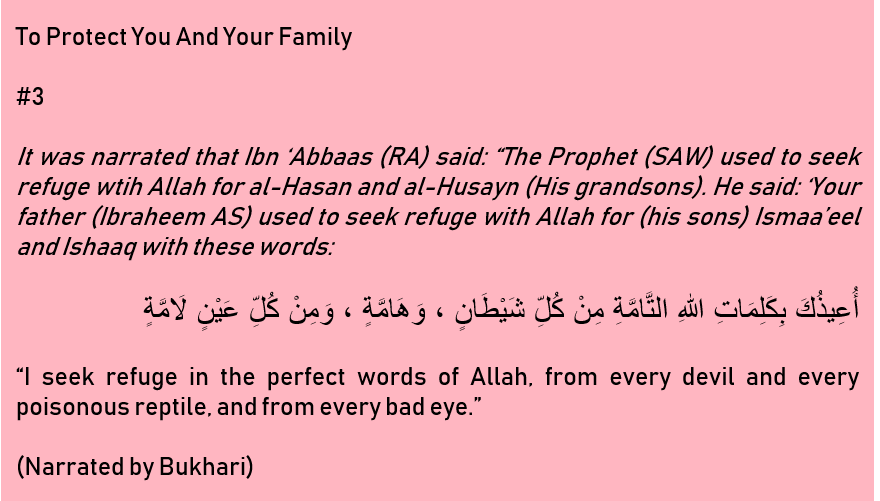 To Protect You And Your Family
#3
It was narrated that Ibn ‘Abbaas (RA) said: “The Prophet (SAW) used to seek
refuge wtih Allah for al-Hasan and al-Husayn (His grandsons). He said: ‘Your
father (Ibraheem AS) used to seek refuge with Allah for (his sons) Ismaa’eel
and Ishaaq with these words:
أُعِيذُكَ بِكَلِمَاتِ اللهِ التَّامَّةِ مِنْ كُلِّ شَيْطَانٍ ، وَهَامَّةٍ ، وَمِنْ كُلِّ عَيْنٍ لَامَّةٍ
“I seek refuge in the perfect words of Allah, from every devil and every
poisonous reptile, and from every bad eye.”
(Narrated by Bukhari)